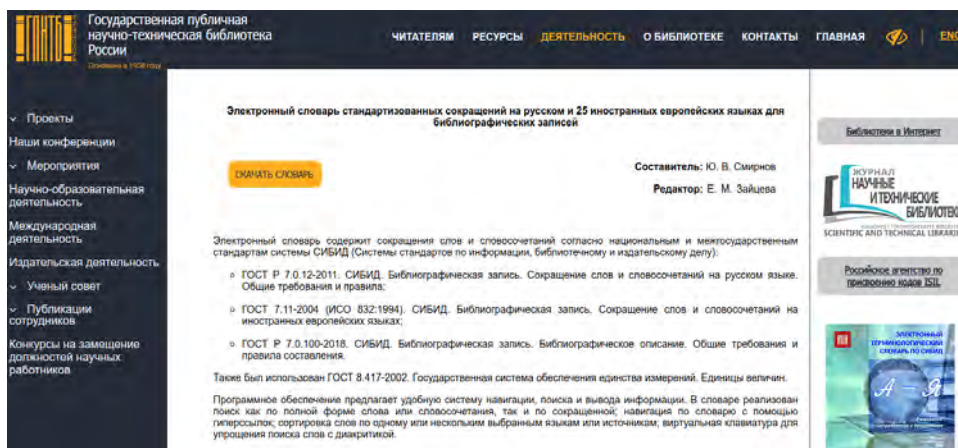 Государственная публичная
научно-техническая библиотека
России
Основана в 1958 году
ЧИТАТЕЛЯМ РЕСУРСЫ ДЕЯТЕЛЬНОСТЬ О БИБЛИОТЕКЕ КОНТАКТЫ ГЛАВНАЯ ENG
Проекты
Наши конференции
Мероприятия
Научно-образовательная
деятельность
Международная
деятельность
Издательская деятельность
Ученый совет
Публикации
сотрудников
Конкурсы на замещение
должностей научных
работников
Электронный словарь стандартизованных сокращений на русском и 25 иностранных европейских языках для
библиографических записей
СКАЧАТЬ СЛОВАРЬ
Составитель: Ю. В. Смирнов
Редактор: Е. М. Зайцева
Электронный словарь содержит сокращения слов и словосочетаний согласно национальным и межгосударственным
стандартам системы СИБИД (Системы стандартов по информации, библиотечному и издательскому делу):
ГОСТ Р 7.0.12-2011. СИБИД. Библиографическая запись. Сокращение слов и словосочетаний на русском языке.
Общие требования и правила;
ГОСТ 7.11-2004 (ИСО 832:1994). СИБИД. Библиографическая запись. Сокращение слов и словосочетаний на
иностранных европейских языках;
ГОСТ Р 7.0.100-2018. СИБИД. Библиографическая запись. Библиографическое описание. Общие требования и
правила составления.
Также был использован ГОСТ 8.417-2002. Государственная система обеспечения единства измерений. Единицы величин.
Программное обеспечение предлагает удобную систему навигации, поиска и вывода информации. В словаре реализован
поиск как по полной форме слова или словосочетания, так и по сокращенной; навигация по словарю с помощью
гиперссылок; сортировка слов по одному или нескольким выбранным языкам или источникам; виртуальная клавиатура для
упрощения поиска слов с диакритикой.
Библиотеки в Интернет
ЖУРНАЛ
НАУЧНЫЕ
И ТЕХНИЧЕСКИЕ
БИБЛИОТЕК
SCIENTIFIC AND TECHNICAL LIBRARIE
Российское агентство по
присвоению кодов ISIL
ЭЛЕКТРОННЫЙ
ТЕРМИНОЛОГИЧЕСКИЙ
СЛОВАРЬ ПО СИБИД
А – Я